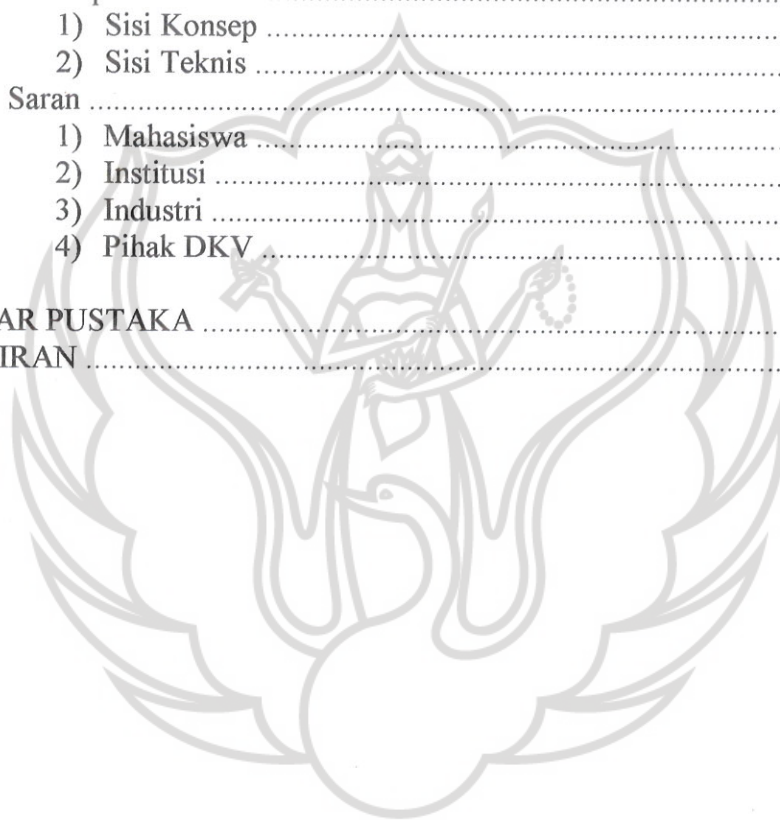 1) Sisi Konsep ........................................................................
2) Sisi Teknis ........................................................................
Saran ........................................................................
1) Mahasiswa ........................................................................
2) Institusi ........................................................................
3) Industri ........................................................................
4) Pihak DKV ........................................................................
AR PUSTAKA ........................................................................
IRAN ........................................................................